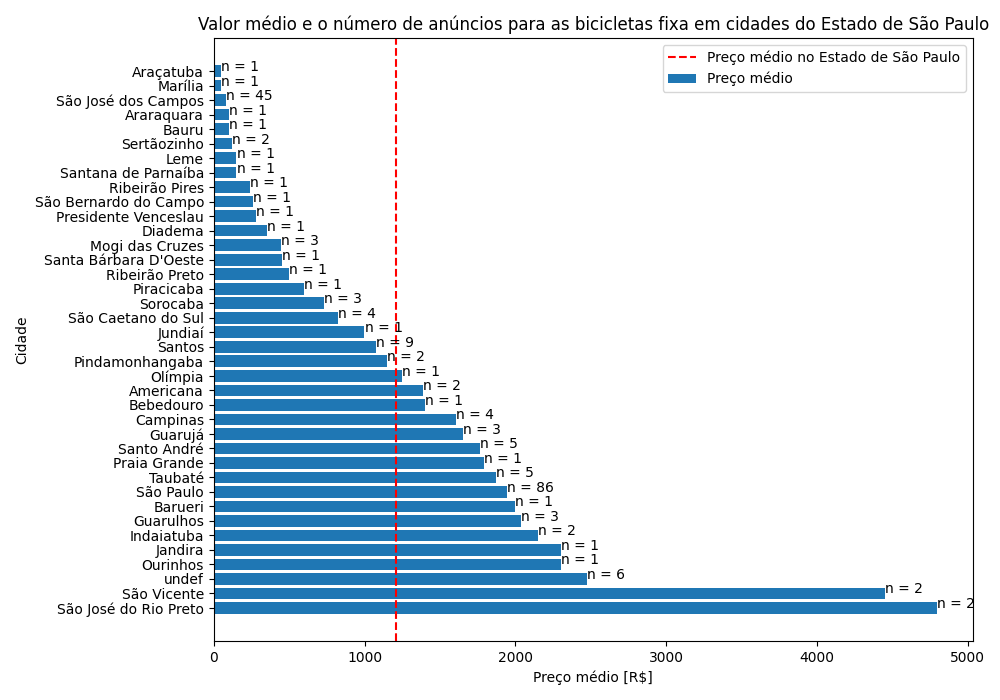 Valor médio e o número de anúncios para as bicicletas fixa em cidades do Estado de São Paulo
Preço médio no Estado de São Paulo
Preço médio
Araçatuba n = 1
Marília n = 1
São José dos Campos n = 45
Araraquara n = 1
Bauru n = 1
Sertãozinho n = 2
Leme n = 1
Santana de Parnaíba n = 1
Ribeirão Pires n = 1
São Bernardo do Campo n = 1
Presidente Venceslau n = 1
Diadema n = 1
Mogi das Cruzes n = 3
Santa Bárbara D'Oeste n = 1
Ribeirão Preto n = 1
Piracicaba n = 1
Sorocaba n = 3
São Caetano do Sul n = 4
Jundiaí n = 1
Santos n = 9
Pindamonhangaba n = 2
Olímpia n = 1
Americana n = 2
Bebedouro n = 1
Campinas n = 4
Guarujá n = 3
Santo André n = 5
Praia Grande n = 1
Taubaté n = 5
São Paulo n = 86
Barueri n = 1
Guarulhos n = 3
Indaiatuba n = 2
Jandira n = 1
Ourinhos n = 1
undef n = 6
São Vicente n = 2
São José do Rio Preto n = 2
Cidade
0 1000 2000 3000 4000 5000
Preço médio [R$]